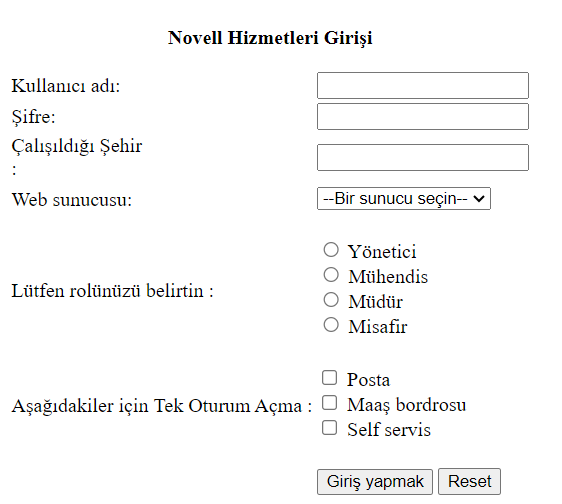 Novell Hizmetleri Girişi
Kullanıcı adı:
Şifre:
Çalışıldığı Şehir
:
Web sunucusu:
--Bir sunucu seçin--
Lütfen rolünüzü belirtin :
Yönetici
Mühendis
Müdür
Misafir
Aşağıdakiler için Tek Oturum Açma :
Posta
Maaş bordrosu
Self servis
Giriş yapmak Reset